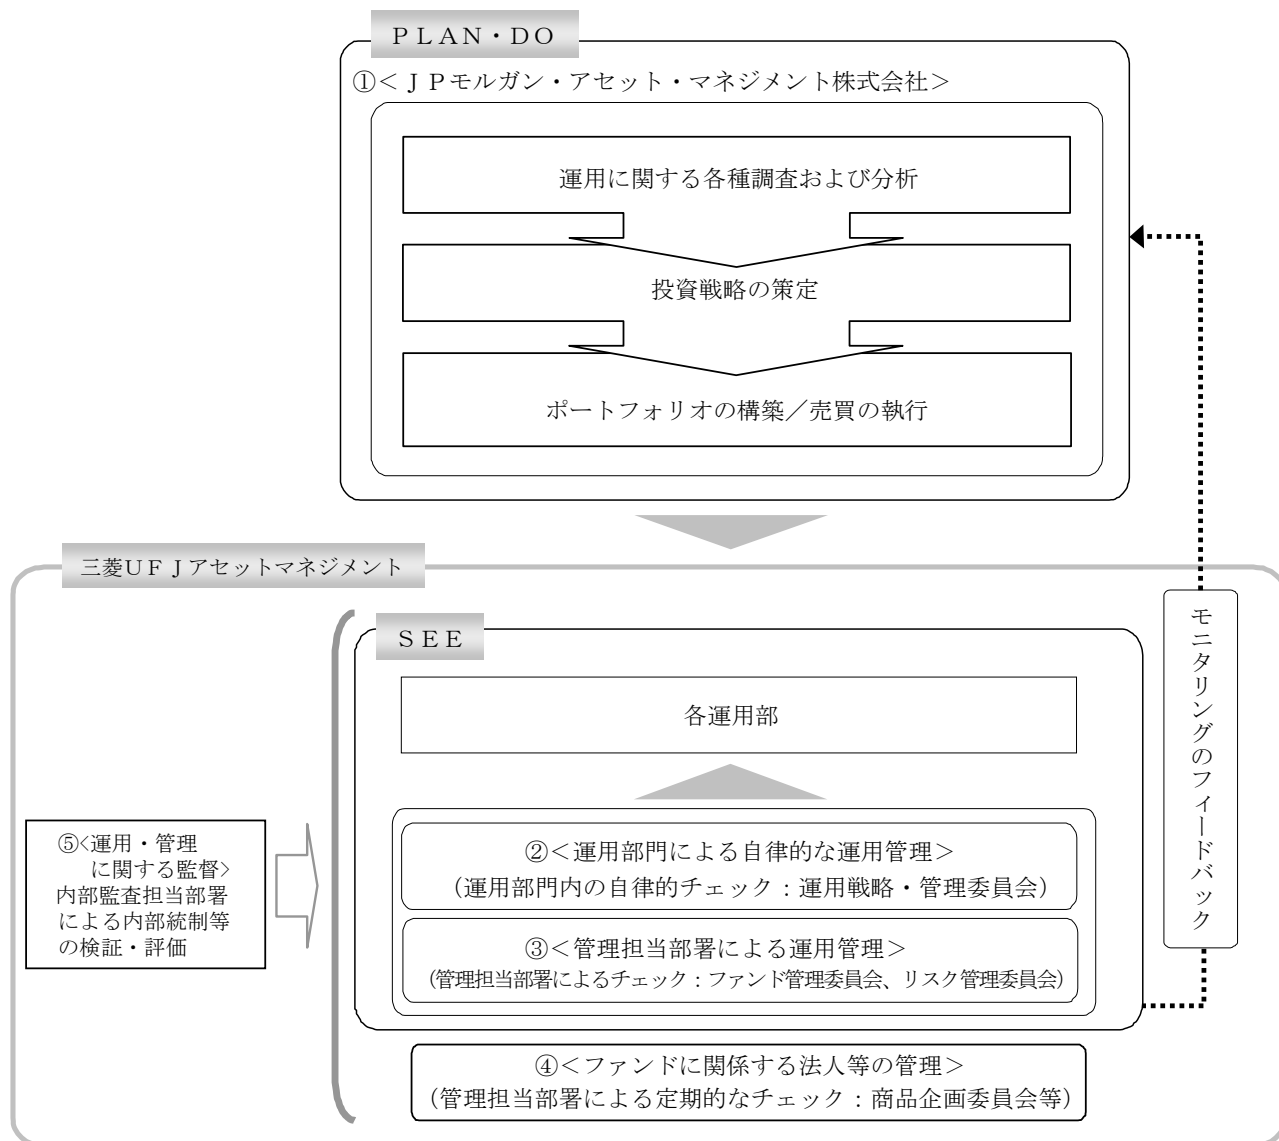 ＰＬＡＮ・ＤＯ
①＜ＪＰモルガン・アセット・マネジメント株式会社＞
運用に関する各種調査および分析
投資戦略の策定
ポートフォリオの構築／売買の執行
三菱ＵＦＪアセットマネジメント
ＳＥＥ
各運用部
②＜運用部門による自律的な運用管理＞
（運用部門内の自律的チェック：運用戦略・管理委員会）
③＜管理担当部署による運用管理＞
（管理担当部署によるチェック：ファンド管理委員会、リスク管理委員会）
④＜ファンドに関係する法人等の管理＞
（管理担当部署による定期的なチェック：商品企画委員会等）
⑤<運用・管理
に関する監督>
内部監査担当部署
による内部統制等
の検証・評価
モニタリングのフィードバック